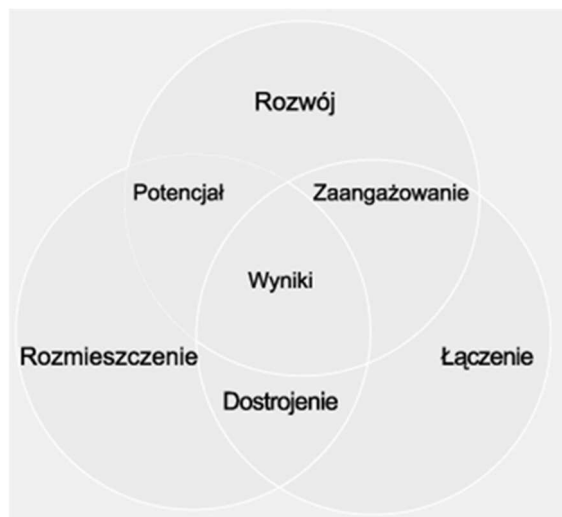 Rozwój
Potencjał
Zaangażowanie
Wyniki
Rozmieszczenie
Łączenie
Dostrojenie